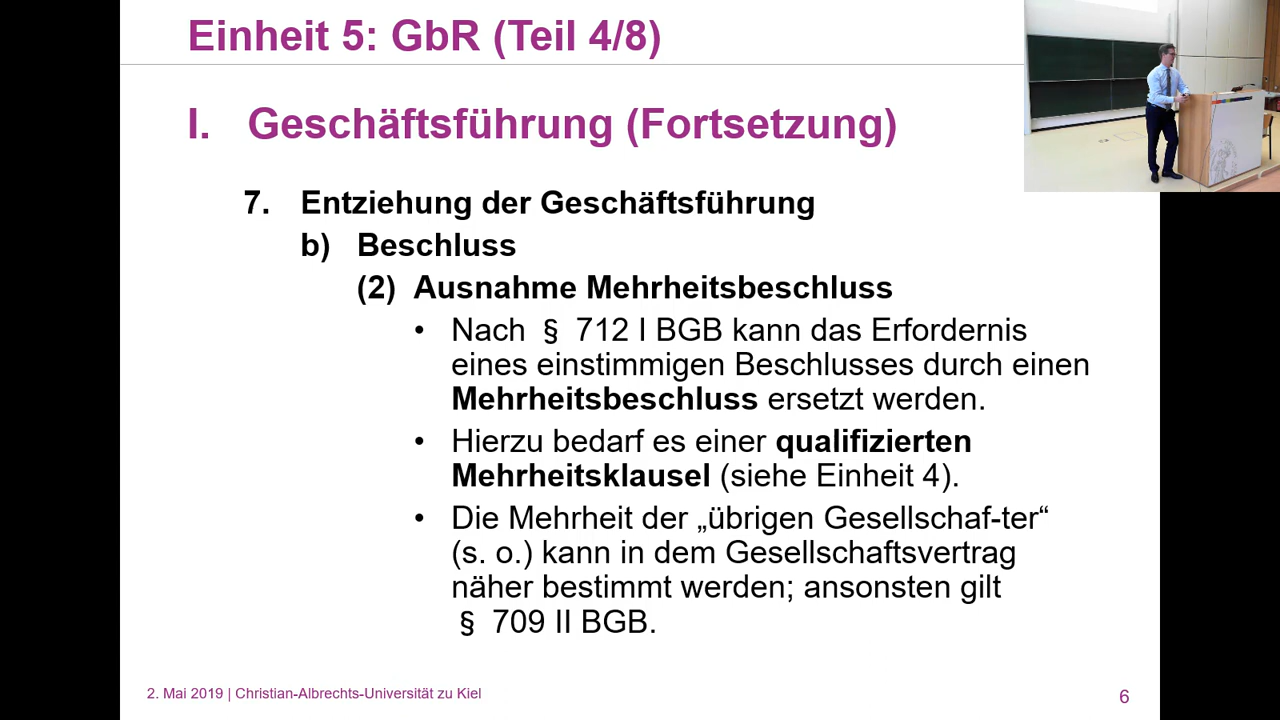 Einheit 5: GbR (Teil 4/8)
I. Geschäftsführung (Fortsetzung)
7. Entziehung der Geschäftsführung
b) Beschluss
(2) Ausnahme Mehrheitsbeschluss
• Nach § 712 I BGB kann das Erfordernis
eines einstimmigen Beschlusses durch einen
Mehrheitsbeschluss ersetzt werden.
• Hierzu bedarf es einer qualifizierten
Mehrheitsklausel (siehe Einheit 4).
• Die Mehrheit der „übrigen Gesellschaf-ter“
(s. o.) kann in dem Gesellschaftsvertrag
näher bestimmt werden; ansonsten gilt
§ 709 II BGB.
2. Mai 2019 | Christian-Albrechts-Universität zu Kiel
6